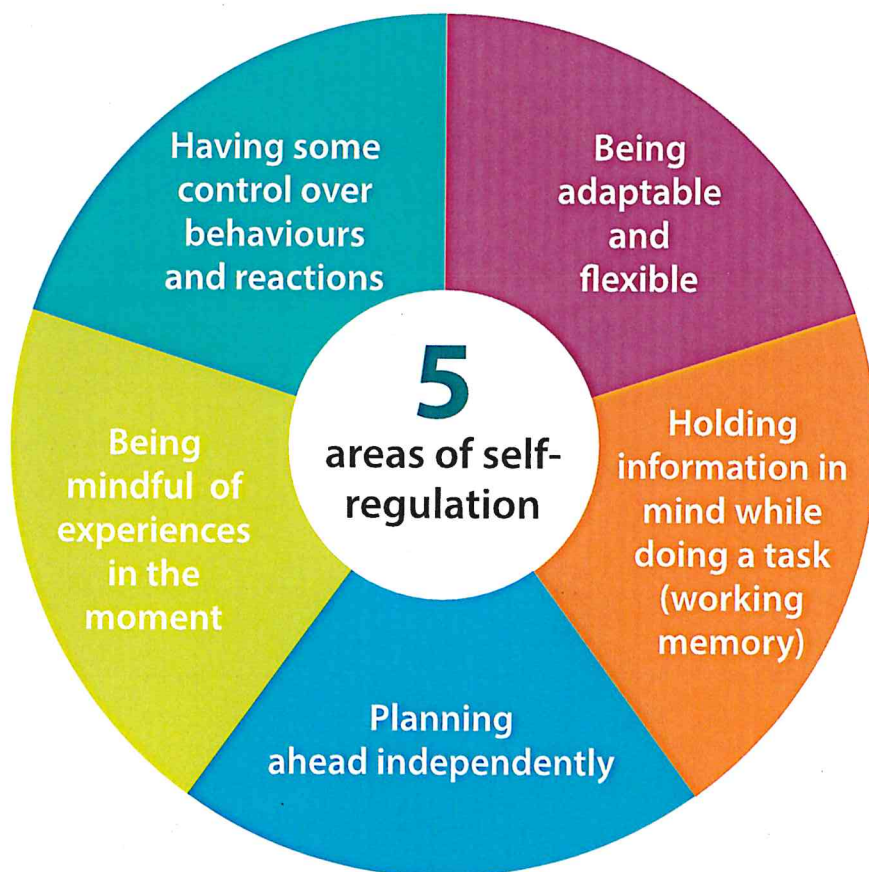 5
areas of self-
regulation
Being
adaptable
and
flexible
Holding
information in
mind while
doing a task
(working
memory)
Planning
ahead independently
Being
mindful of
experiences
in the
moment
Having some
control over
behaviours
and reactions